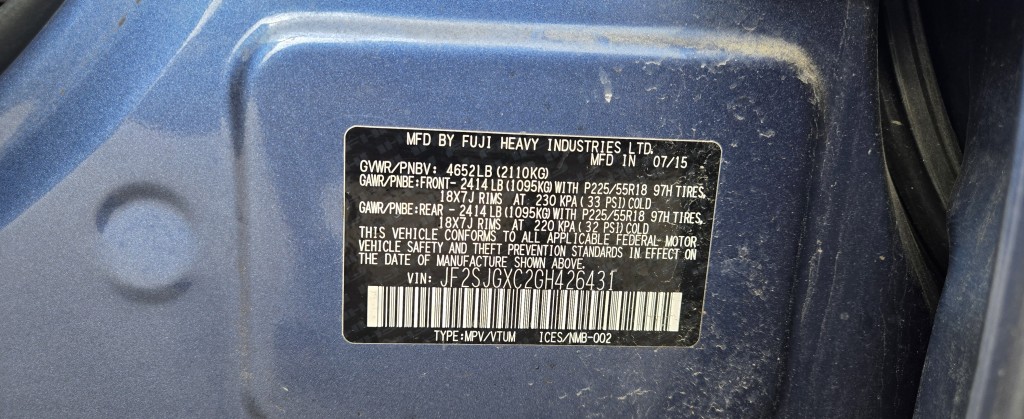 MFD BY FUJI HEAVY INDUSTRIES LTD.
MFD IN 07/15
GVWR/PNBV: 4652LB (2110KG)
GAWR/PNBE:FRONT- 2414LB (1095KG) WITH P225/55R18 97H TIRES,
18X7J RIMS AT 230 KPA (33 PSI) COLD
GAWR/PNBE:REAR - 2414LB (1095KG) WITH P225/55R18 97H TIRES,
18X7J RIMS AT 220 KPA (32 PSI) COLD
THIS VEHICLE CONFORMS TO ALL APPLICABLE FEDERAL MOTOR
VEHICLE SAFETY AND THEFT PREVENTION STANDARDS IN EFFECT ON
THE DATE OF MANUFACTURE SHOWN ABOVE.
VIN: JF2SJGXC2GH426431
TYPE:MPV/VTUM ICES/NMB-002